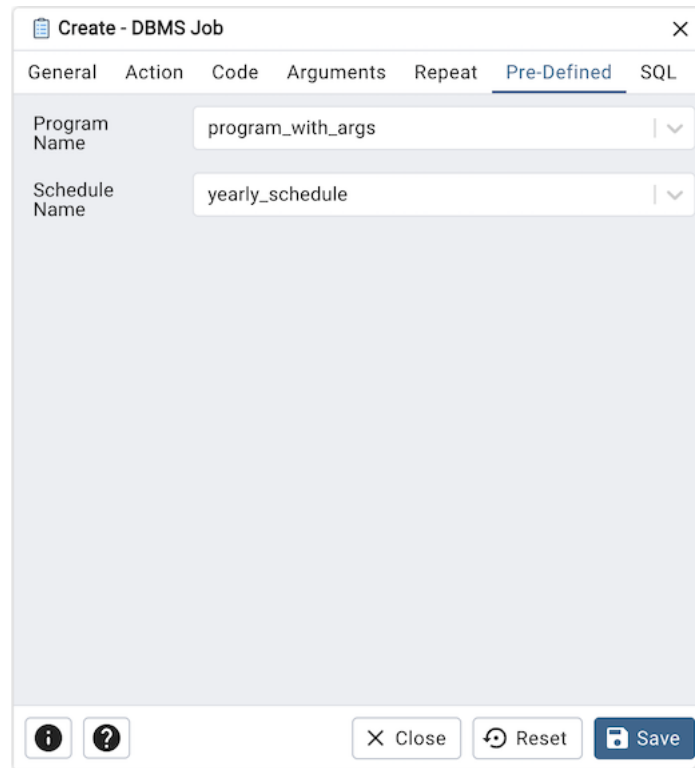 Create - DBMS Job
General Action Code Arguments Repeat Pre-Defined SQL
Program
Name
program_with_args
Schedule
Name
yearly_schedule
Close Reset Save